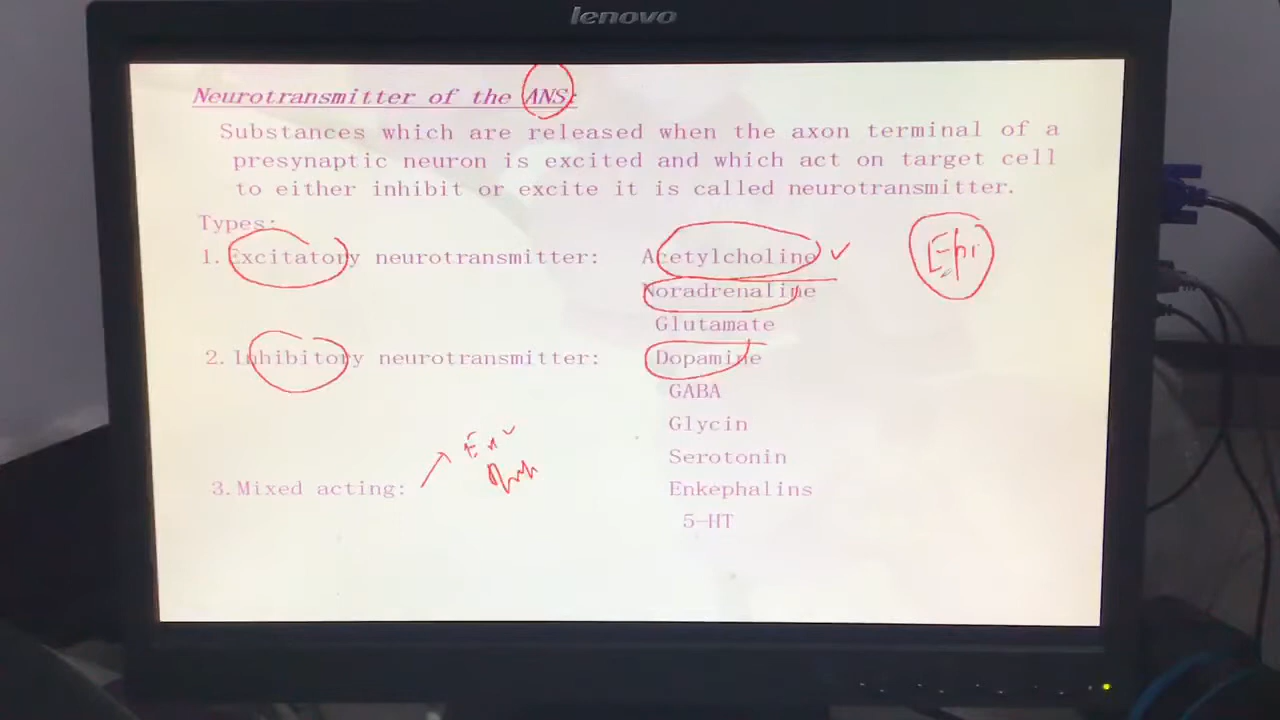 lenovo
Neurotransmitter of the ANS:
Substances which are released when the axon terminal of a
presynaptic neuron is excited and which act on target cell
to either inhibit or excite it is called neurotransmitter.
Types:
1. Excitatory neurotransmitter: Acetylcholine
Epi
Noradrenaline
Glutamate
2. Inhibitory neurotransmitter: Dopamine
GABA
Glycin
Serotonin
Ex
3. Mixed acting: Enkephalins
5-HT